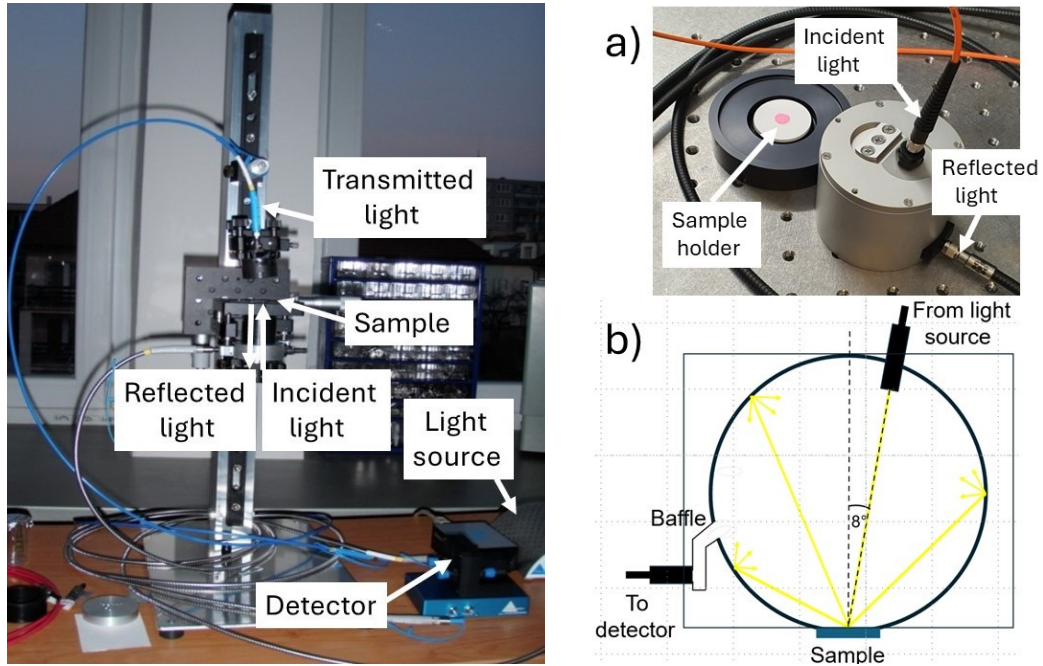 Transmitted
light
Sample
Reflected
light
Incident
light
Light
source
Detector
a)
Incident
light
Reflected
light
Sample
holder
b)
From light
source
8°
Baffle
To
detector
Sample